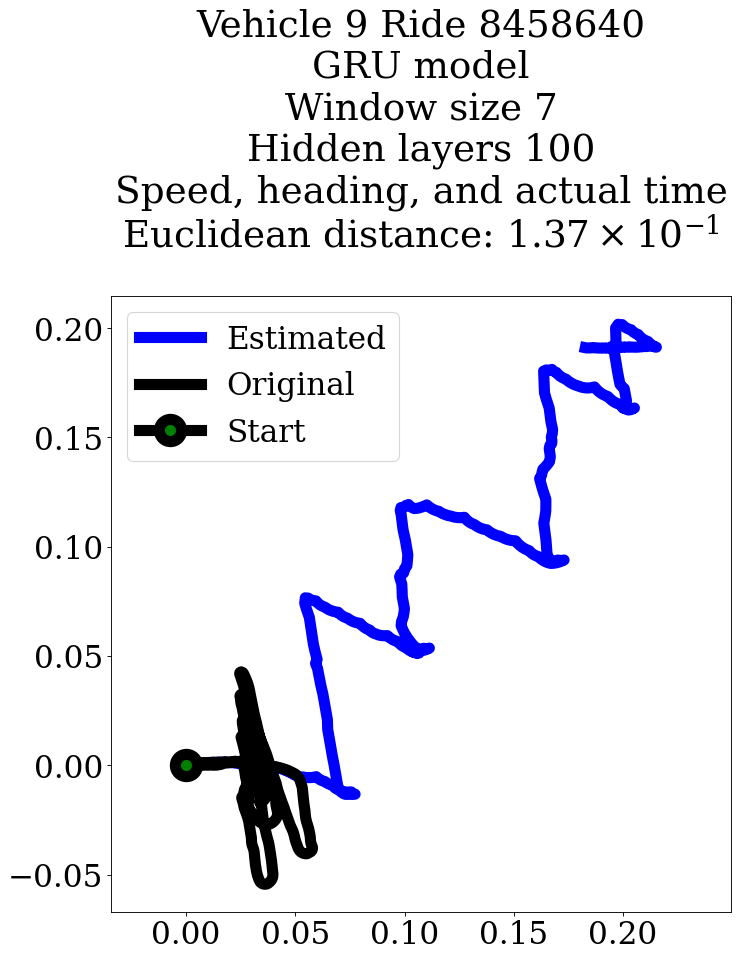 Vehicle 9 Ride 8458640
GRU model
Window size 7
Hidden layers 100
Speed, heading, and actual time
Euclidean distance: 1.37 × 10⁻¹
Estimated
Original
Start
0.20
0.15
0.10
0.05
0.00
−0.05
0.00 0.05 0.10 0.15 0.20